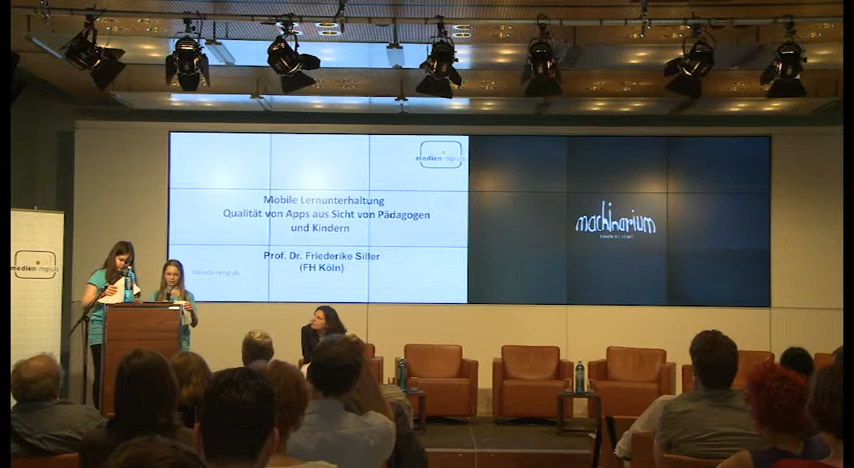 medien impuls
Mobile Lernunterhaltung
Qualität von Apps aus Sicht von Pädagogen
und Kindern
Prof. Dr. Friederike Siller
(FH Köln)
machinarium
medien impuls